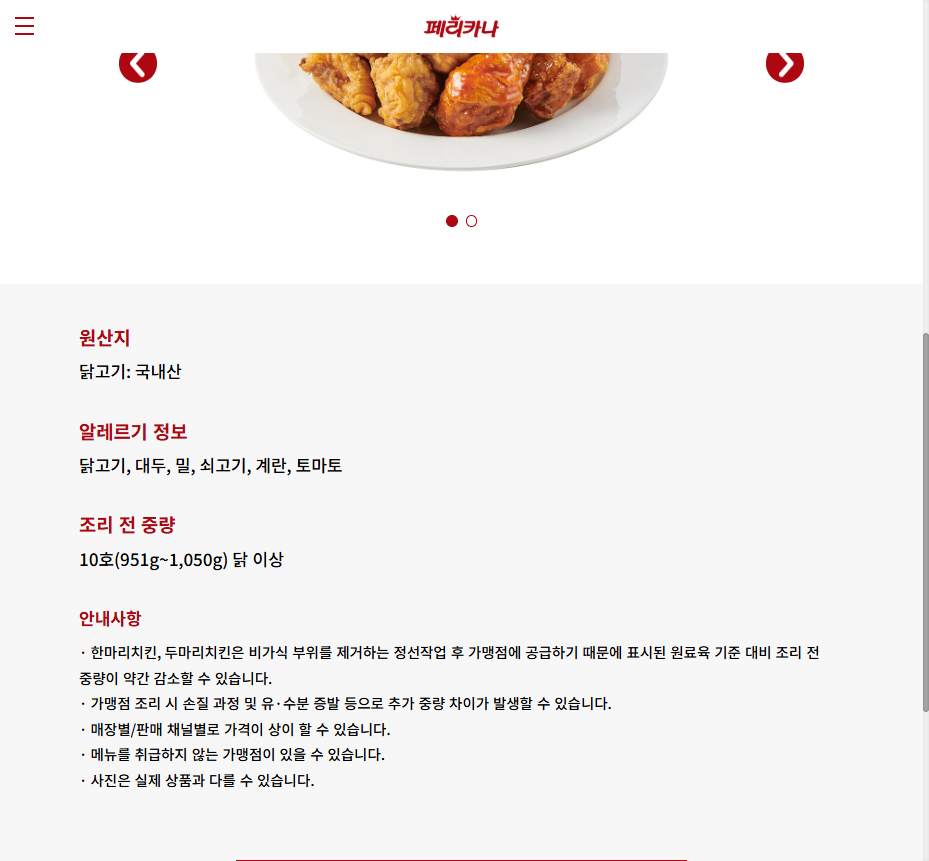 페리카나
원산지
닭고기: 국내산
알레르기 정보
닭고기, 대두, 밀, 쇠고기, 계란, 토마토
조리 전 중량
10호(951g~1,050g) 닭 이상
안내사항
· 한마리치킨, 두마리치킨은 비가식 부위를 제거하는 정선작업 후 가맹점에 공급하기 때문에 표시된 원료육 기준 대비 조리 전
중량이 약간 감소할 수 있습니다.
· 가맹점 조리 시 손질 과정 및 유·수분 증발 등으로 추가 중량 차이가 발생할 수 있습니다.
· 매장별/판매 채널별로 가격이 상이 할 수 있습니다.
· 메뉴를 취급하지 않는 가맹점이 있을 수 있습니다.
· 사진은 실제 상품과 다를 수 있습니다.